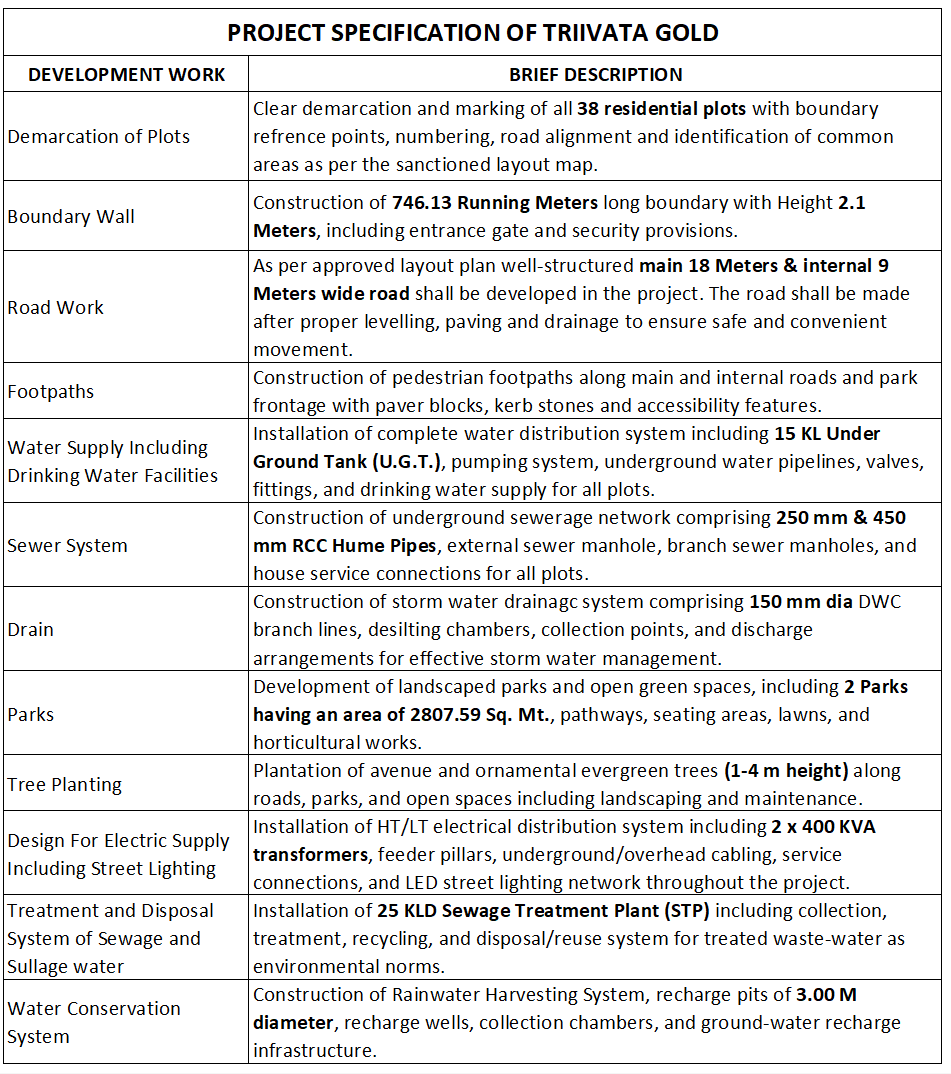 PROJECT SPECIFICATION OF TRIIVATA GOLD
DEVELOPMENT WORK
BRIEF DESCRIPTION
Demarcation of Plots
Clear demarcation and marking of all 38 residential plots with boundary
refrence points, numbering, road alignment and identification of common
areas as per the sanctioned layout map.
Boundary Wall
Construction of 746.13 Running Meters long boundary with Height 2.1
Meters, including entrance gate and security provisions.
Road Work
As per approved layout plan well-structured main 18 Meters & internal 9
Meters wide road shall be developed in the project. The road shall be made
after proper levelling, paving and drainage to ensure safe and convenient
movement.
Footpaths
Construction of pedestrian footpaths along main and internal roads and park
frontage with paver blocks, kerb stones and accessibility features.
Water Supply Including
Drinking Water Facilities
Installation of complete water distribution system including 15 KL Under
Ground Tank (U.G.T.), pumping system, underground water pipelines, valves,
fittings, and drinking water supply for all plots.
Sewer System
Construction of underground sewerage network comprising 250 mm & 450
mm RCC Hume Pipes, external sewer manhole, branch sewer manholes, and
house service connections for all plots.
Drain
Construction of storm water drainagc system comprising 150 mm dia DWC
branch lines, desilting chambers, collection points, and discharge
arrangements for effective storm water management.
Parks
Development of landscaped parks and open green spaces, including 2 Parks
having an area of 2807.59 Sq. Mt., pathways, seating areas, lawns, and
horticultural works.
Tree Planting
Plantation of avenue and ornamental evergreen trees (1-4 m height) along
roads, parks, and open spaces including landscaping and maintenance.
Design For Electric Supply
Including Street Lighting
Installation of HT/LT electrical distribution system including 2 x 400 KVA
transformers, feeder pillars, underground/overhead cabling, service
connections, and LED street lighting network throughout the project.
Treatment and Disposal
System of Sewage and
Sullage water
Installation of 25 KLD Sewage Treatment Plant (STP) including collection,
treatment, recycling, and disposal/reuse system for treated waste-water as
environmental norms.
Water Conservation
System
Construction of Rainwater Harvesting System, recharge pits of 3.00 M
diameter, recharge wells, collection chambers, and ground-water recharge
infrastructure.